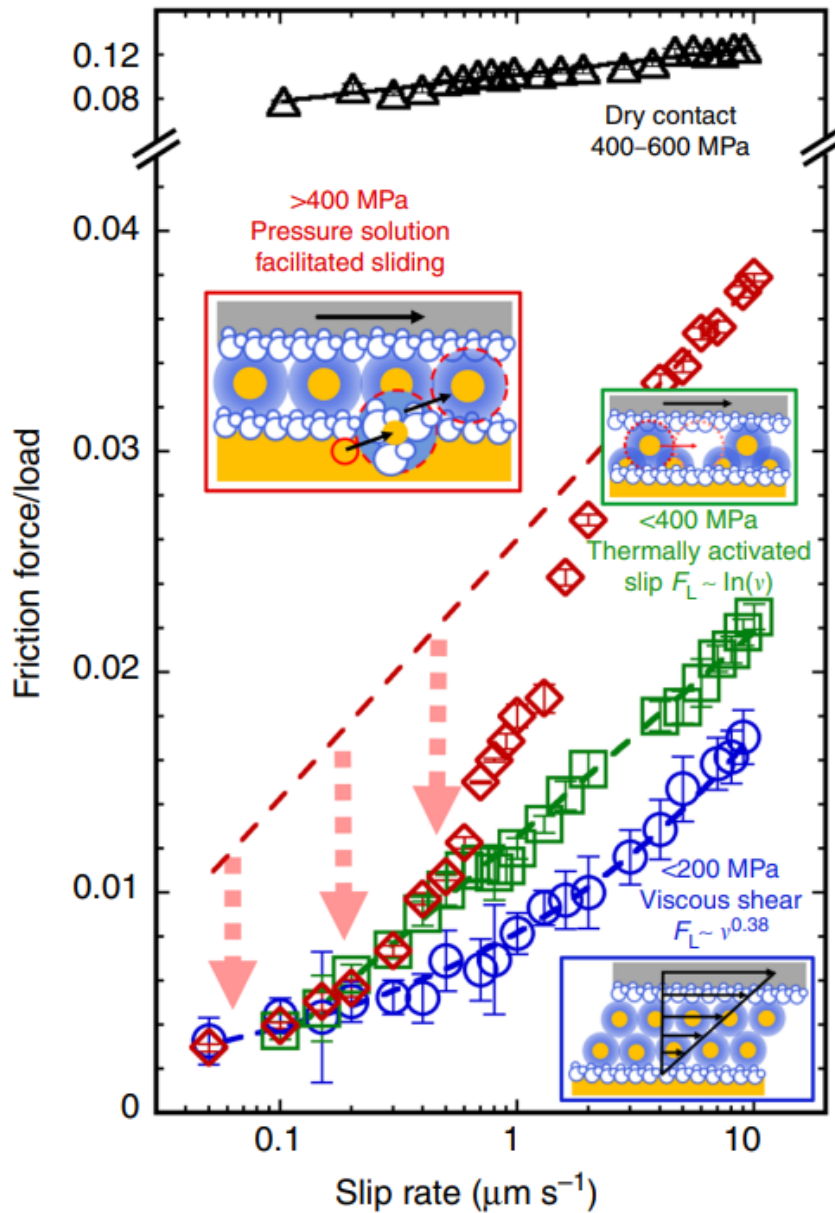 0.12
0.08
Dry contact
400–600 MPa
0.04
>400 MPa
Pressure solution
facilitated sliding
0.03
<400 MPa
Thermally activated
slip F_L ~ ln(v)
0.02
<200 MPa
Viscous shear
F_L ~ v^0.38
0.01
0
0.1
1
10
Friction force/load
Slip rate (μm s⁻¹)